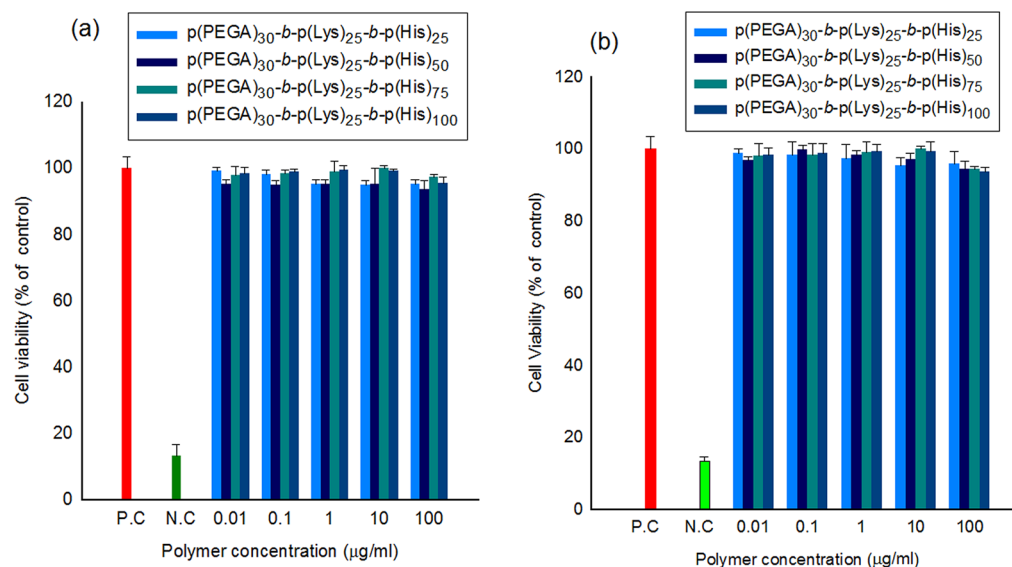 (a)
p(PEGA)30-b-p(Lys)25-b-p(His)25
p(PEGA)30-b-p(Lys)25-b-p(His)50
p(PEGA)30-b-p(Lys)25-b-p(His)75
p(PEGA)30-b-p(Lys)25-b-p(His)100
120
100
80
60
40
20
0
Cell viability (% of control)
P.C N.C 0.01 0.1 1 10 100
Polymer concentration (μg/ml)
(b)
p(PEGA)30-b-p(Lys)25-b-p(His)25
p(PEGA)30-b-p(Lys)25-b-p(His)50
p(PEGA)30-b-p(Lys)25-b-p(His)75
p(PEGA)30-b-p(Lys)25-b-p(His)100
120
100
80
60
40
20
0
Cell Viability (% of control)
P.C N.C 0.01 0.1 1 10 100
Polymer concentration (μg/ml)